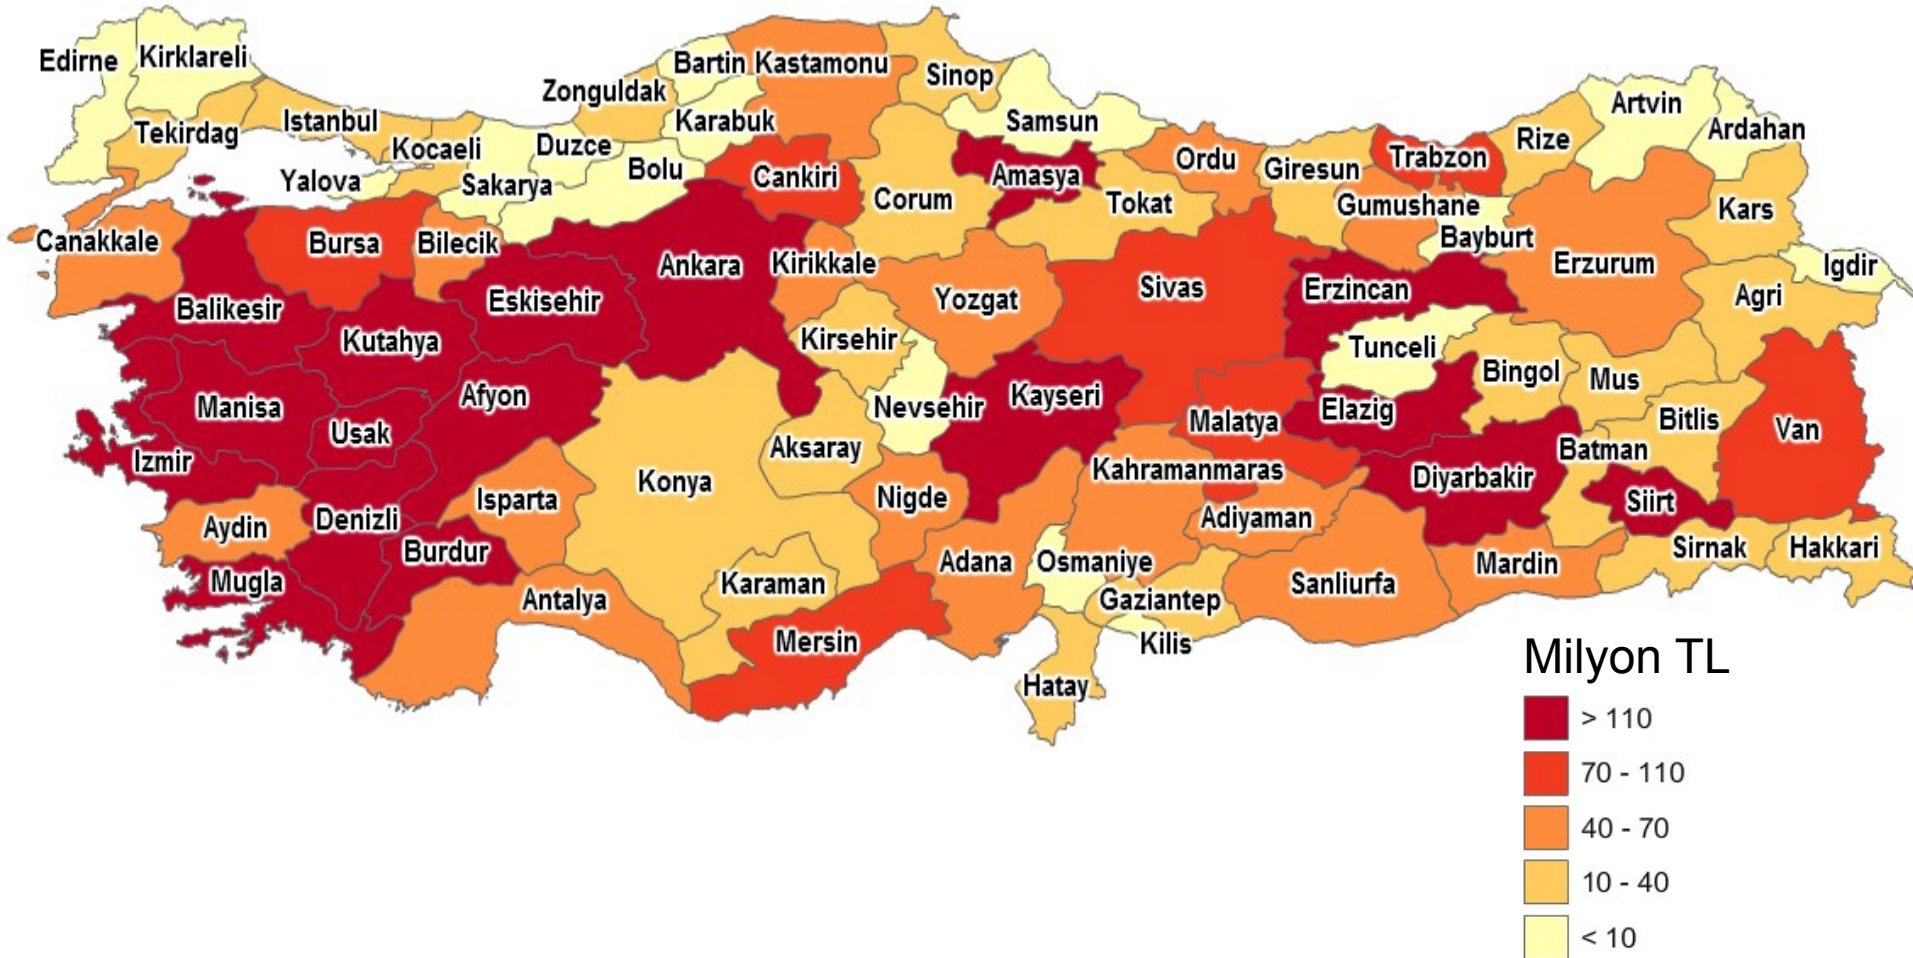 Edirne
Kirklareli
Tekirdag
Istanbul
Kocaeli
Yalova
Sakarya
Duzce
Zonguldak
Bartin
Karabuk
Bolu
Kastamonu
Sinop
Samsun
Cankiri
Corum
Amasya
Tokat
Ordu
Giresun
Trabzon
Rize
Artvin
Ardahan
Gumushane
Bayburt
Kars
Igdir
Canakkale
Bursa
Bilecik
Balikesir
Eskisehir
Ankara
Kirikkale
Yozgat
Sivas
Erzincan
Erzurum
Agri
Kutahya
Kirsehir
Tunceli
Bingol
Mus
Manisa
Usak
Afyon
Nevsehir
Kayseri
Malatya
Elazig
Bitlis
Van
Izmir
Aksaray
Konya
Batman
Kahramanmaras
Diyarbakir
Siirt
Aydin
Denizli
Isparta
Nigde
Adiyaman
Burdur
Mugla
Antalya
Karaman
Adana
Osmaniye
Sanliurfa
Mardin
Sirnak
Hakkari
Gaziantep
Mersin
Kilis
Hatay
Milyon TL
> 110
70 - 110
40 - 70
10 - 40
< 10